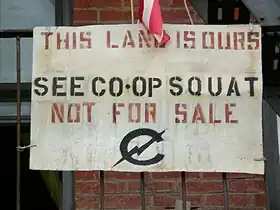 THIS LAND IS OURS
SEE CO-OP SQUAT
NOT FOR SALE